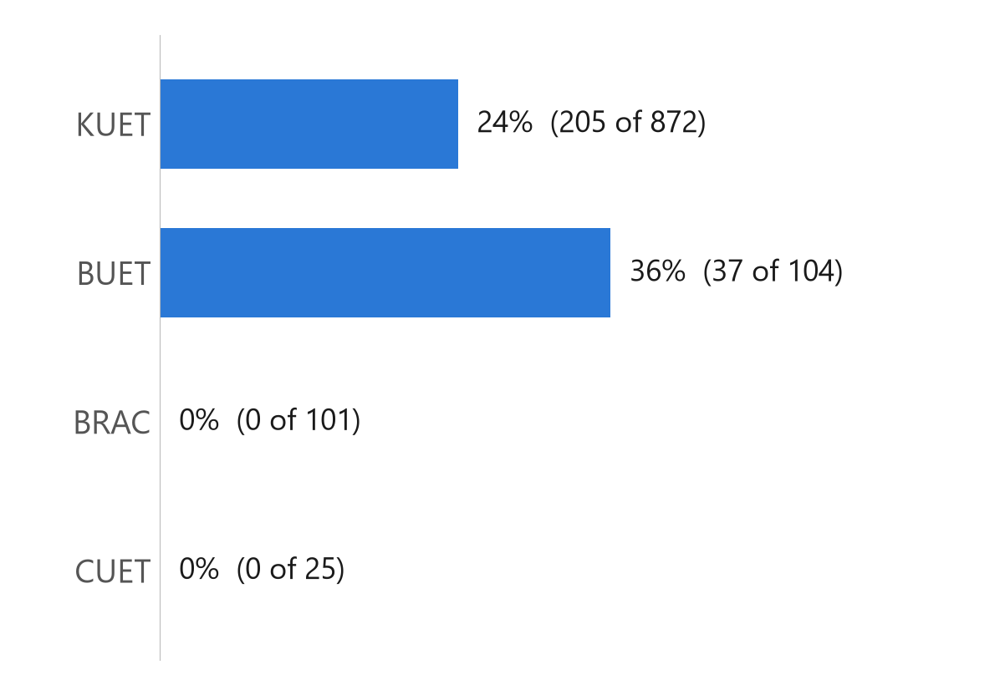 KUET 24% (205 of 872)
BUET 36% (37 of 104)
BRAC 0% (0 of 101)
CUET 0% (0 of 25)